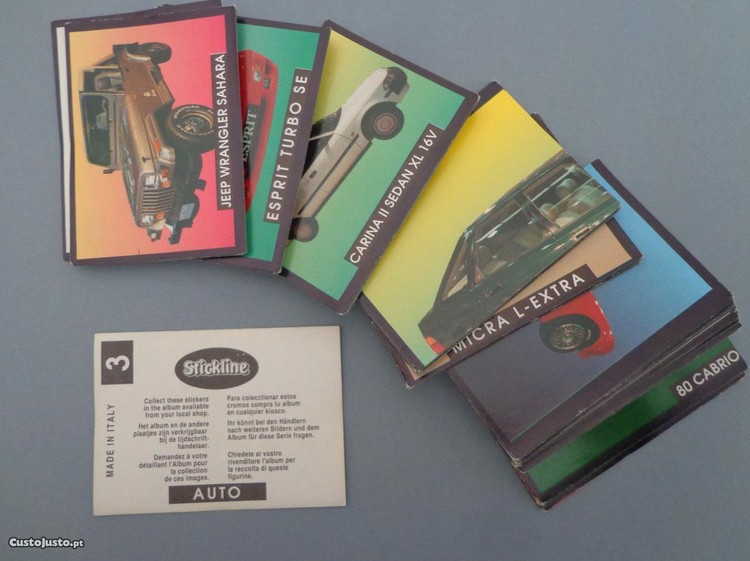 JEEP WRANGLER SAHARA
ESPRIT
ESPRIT TURBO SE
CARINA II SEDAN XL 16V
MICRA L-EXTRA
80 CABRIO
3
MADE IN ITALY
Stickline
Collect these stickers
in the album available
from your local shop.
Het album en de andere
plaatjes zijn verkrijgbaar
bij de tijdschrift-
handelaar.
Demandez à votre
détaillant l'Album pour
la collection
de ces images.
Para coleccionar estos
cromos compra tu album
en cualquier kiosco.
Ihr könnt bei den Händlern
nach weiteren Bildern und dem
Album für diese Serie fragen.
Chiedete al vostro
rivenditore l'album per
la raccolta di queste
figurine.
AUTO
CustoJusto.pt